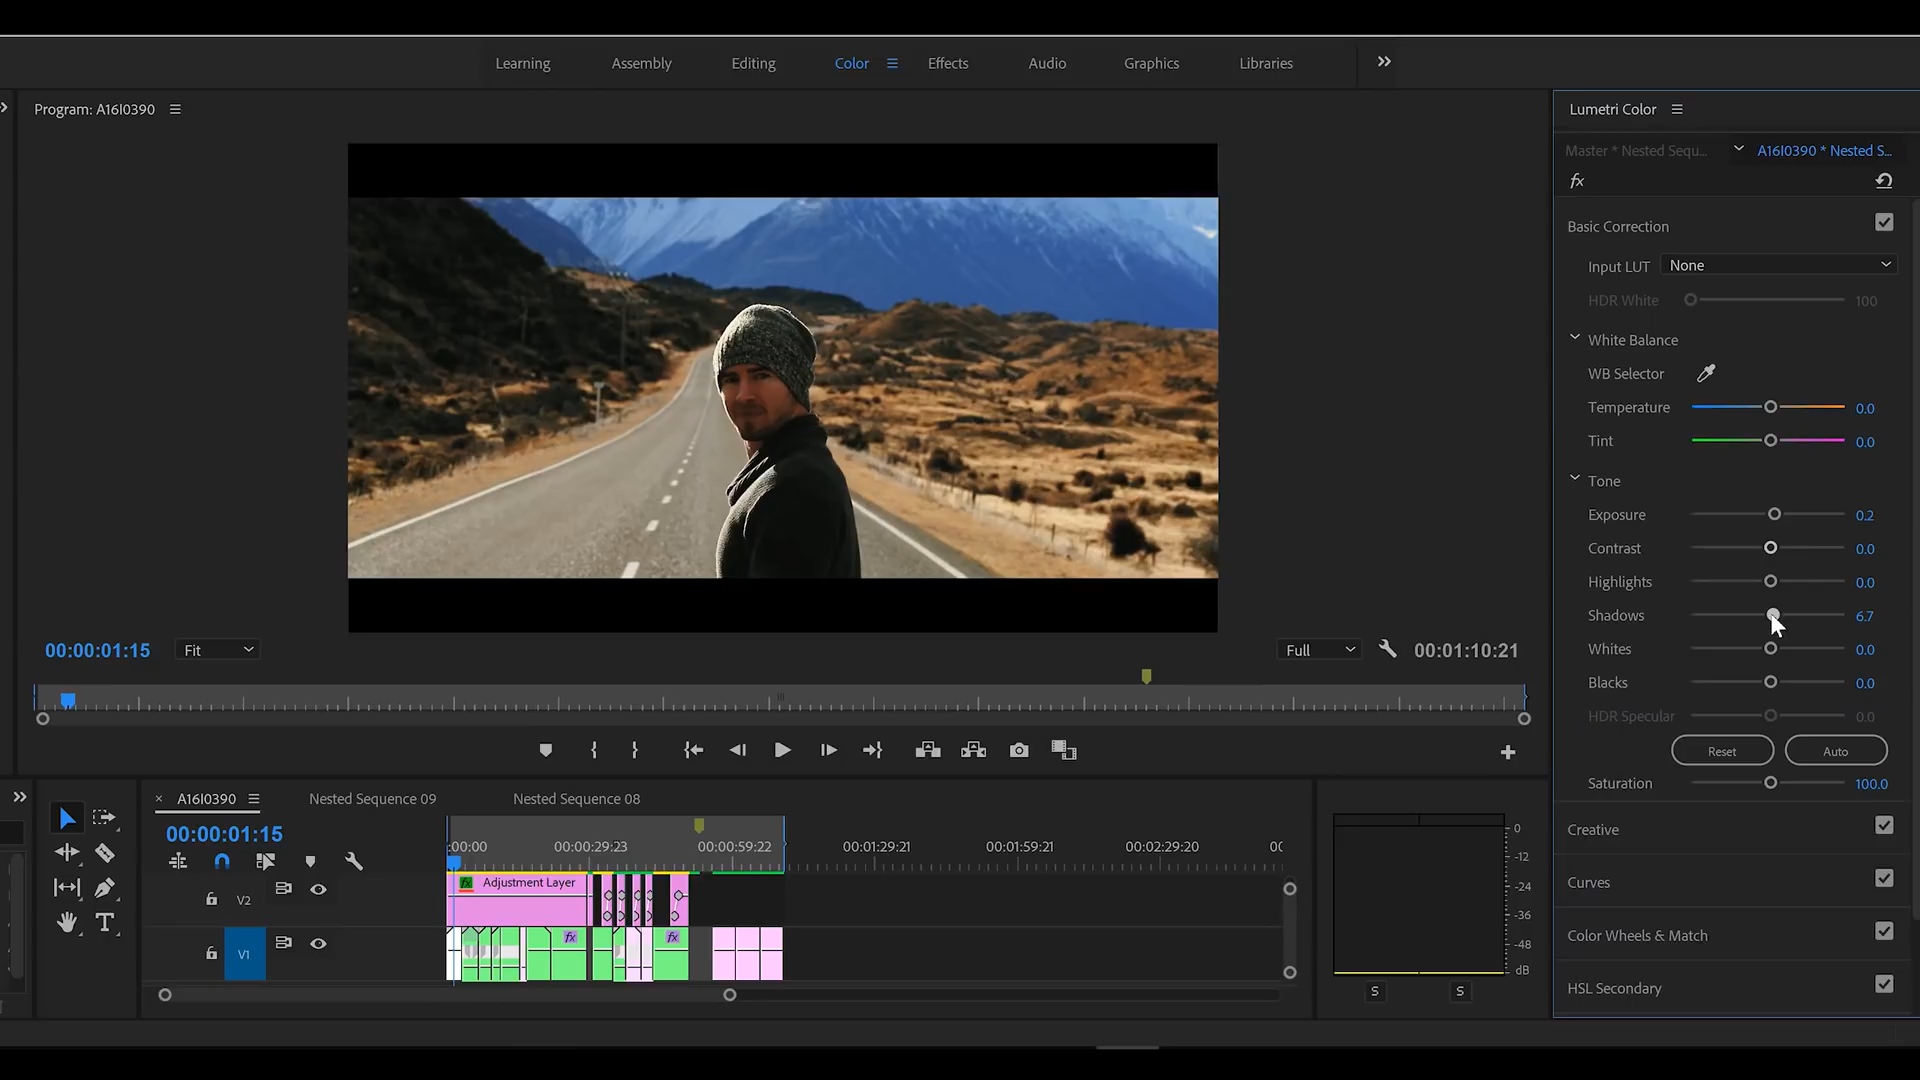 Learning Assembly Editing Color Effects Audio Graphics Libraries
Program: A16I0390
Lumetri Color
Master * Nested Sequ... A16I0390 * Nested S...
fx
Basic Correction
Input LUT None
HDR White 100
White Balance
WB Selector
Temperature 0.0
Tint 0.0
Tone
Exposure 0.2
Contrast 0.0
Highlights 0.0
Shadows 6.7
Whites 0.0
Blacks 0.0
HDR Specular 0.0
Reset Auto
Saturation 100.0
Creative
Curves
Color Wheels & Match
HSL Secondary
00:00:01:15 Fit Full 00:01:10:21
A16I0390 Nested Sequence 09 Nested Sequence 08
00:00:01:15
:00:00 00:00:29:23 00:00:59:22 00:01:29:21 00:01:59:21 00:02:29:20 00
V2 fx Adjustment Layer
V1 fx fx
0
-12
-24
-36
-48
dB
S S